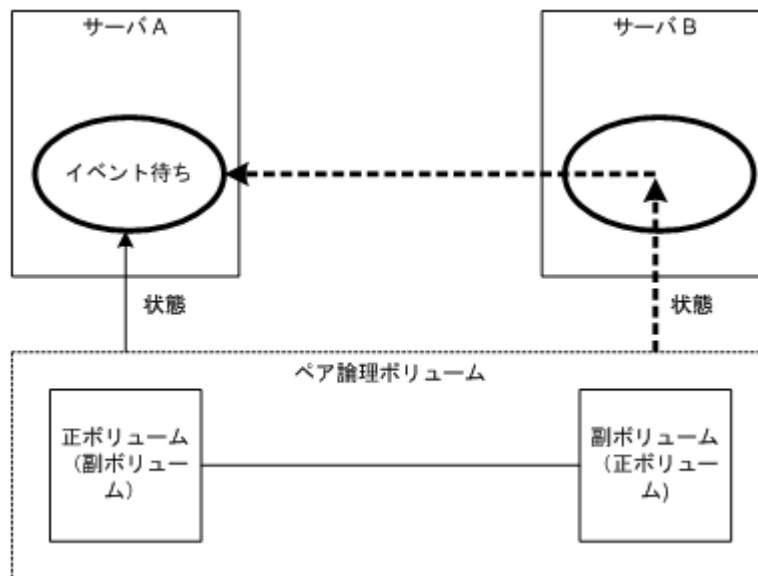 サーバA
サーバB
イベント待ち
状態
状態
ペア論理ボリューム
正ボリューム
（副ボリュー
ム）
副ボリューム
（正ボリュー
ム)